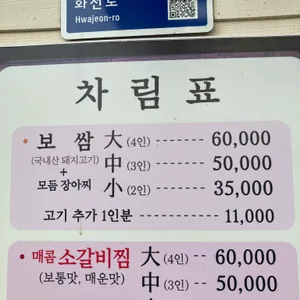 화전로
Hwajeon-ro
차림표
• 보쌈 大 (4인) -------- 60,000
(국내산 돼지고기) 中 (3인) -------- 50,000
+
모듬 장아찌 小 (2인) -------- 35,000
고기 추가 1인분 -------- 11,000
• 매콤 소갈비찜 大 (4인) ------ 60,000
(보통맛, 매운맛) 中 (3인) ------ 50,000